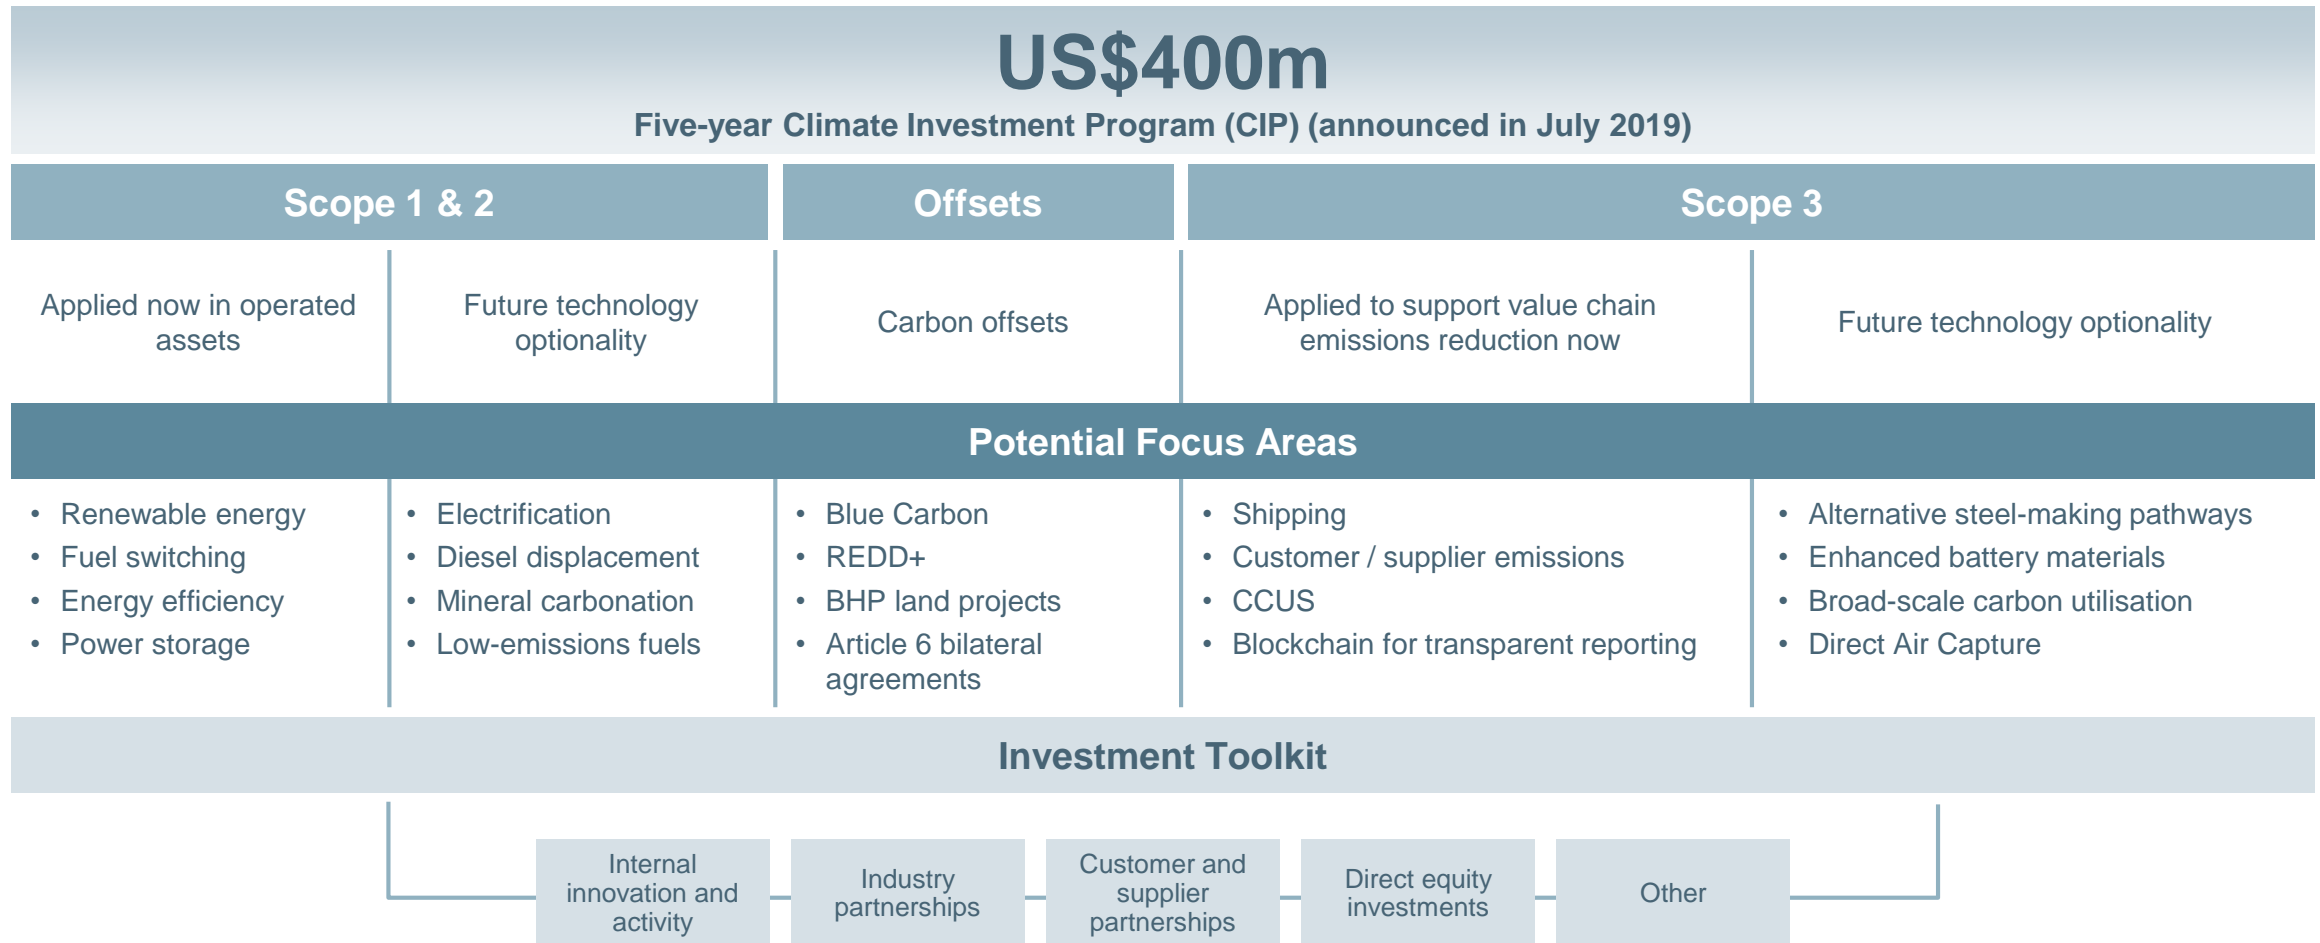 US$400m
Five-year Climate Investment Program (CIP) (announced in July 2019)
Scope 1 & 2
Offsets
Scope 3
Applied now in operated
assets
Future technology
optionality
Carbon offsets
Applied to support value chain
emissions reduction now
Future technology optionality
Potential Focus Areas
• Renewable energy
• Fuel switching
• Energy efficiency
• Power storage
• Electrification
• Diesel displacement
• Mineral carbonation
• Low-emissions fuels
• Blue Carbon
• REDD+
• BHP land projects
• Article 6 bilateral
agreements
• Shipping
• Customer / supplier emissions
• CCUS
• Blockchain for transparent reporting
• Alternative steel-making pathways
• Enhanced battery materials
• Broad-scale carbon utilisation
• Direct Air Capture
Investment Toolkit
Internal
innovation and
activity
Industry
partnerships
Customer and
supplier
partnerships
Direct equity
investments
Other